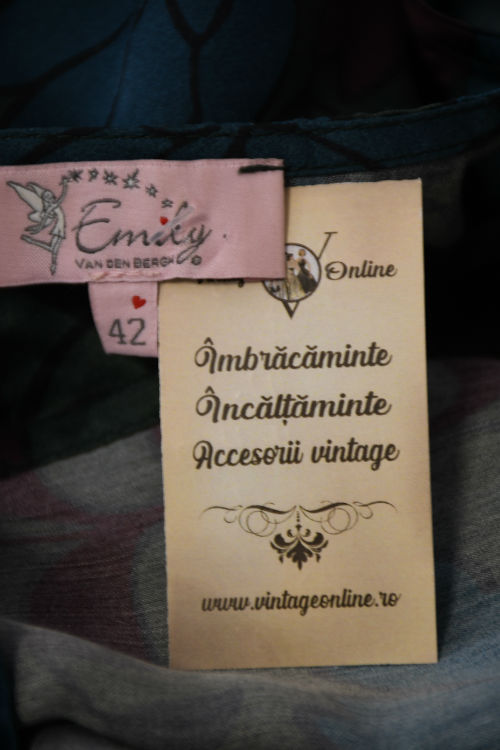 Emily
VAN DEN BERGH ®
42
Online
Îmbrăcăminte
Încălțăminte
Accesorii vintage
www.vintageonline.ro